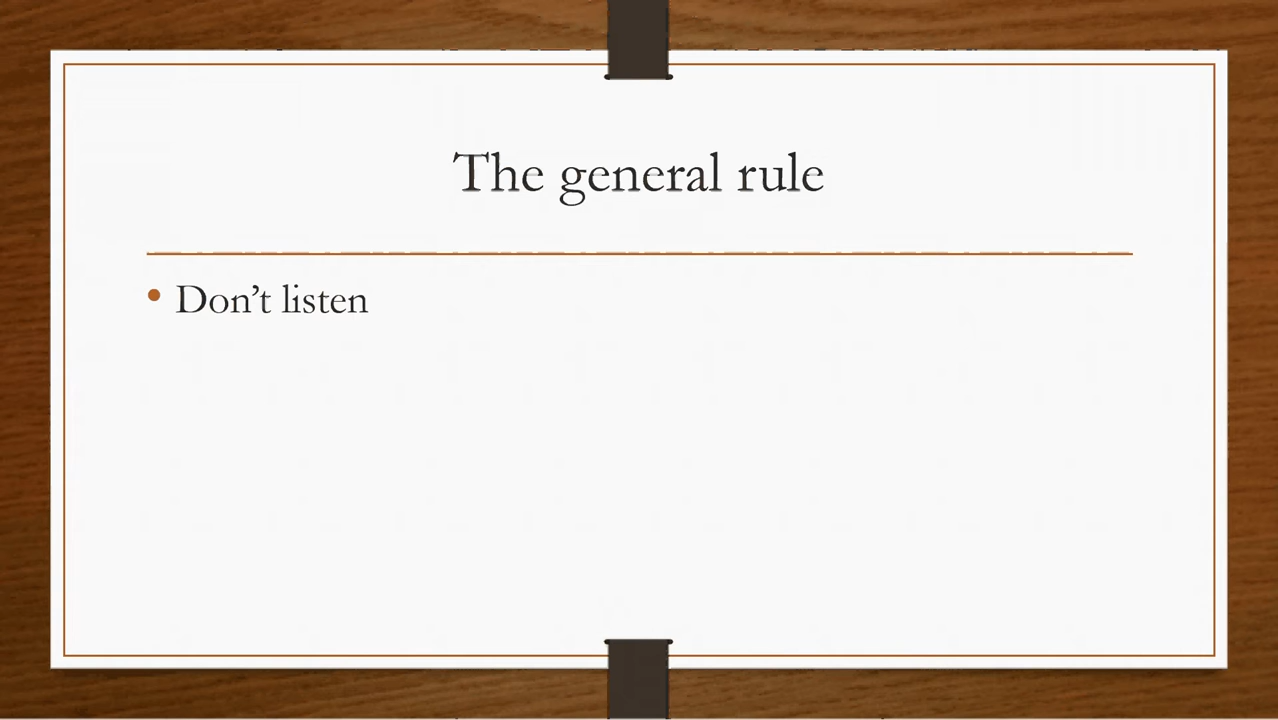 The general rule
Don’t listen